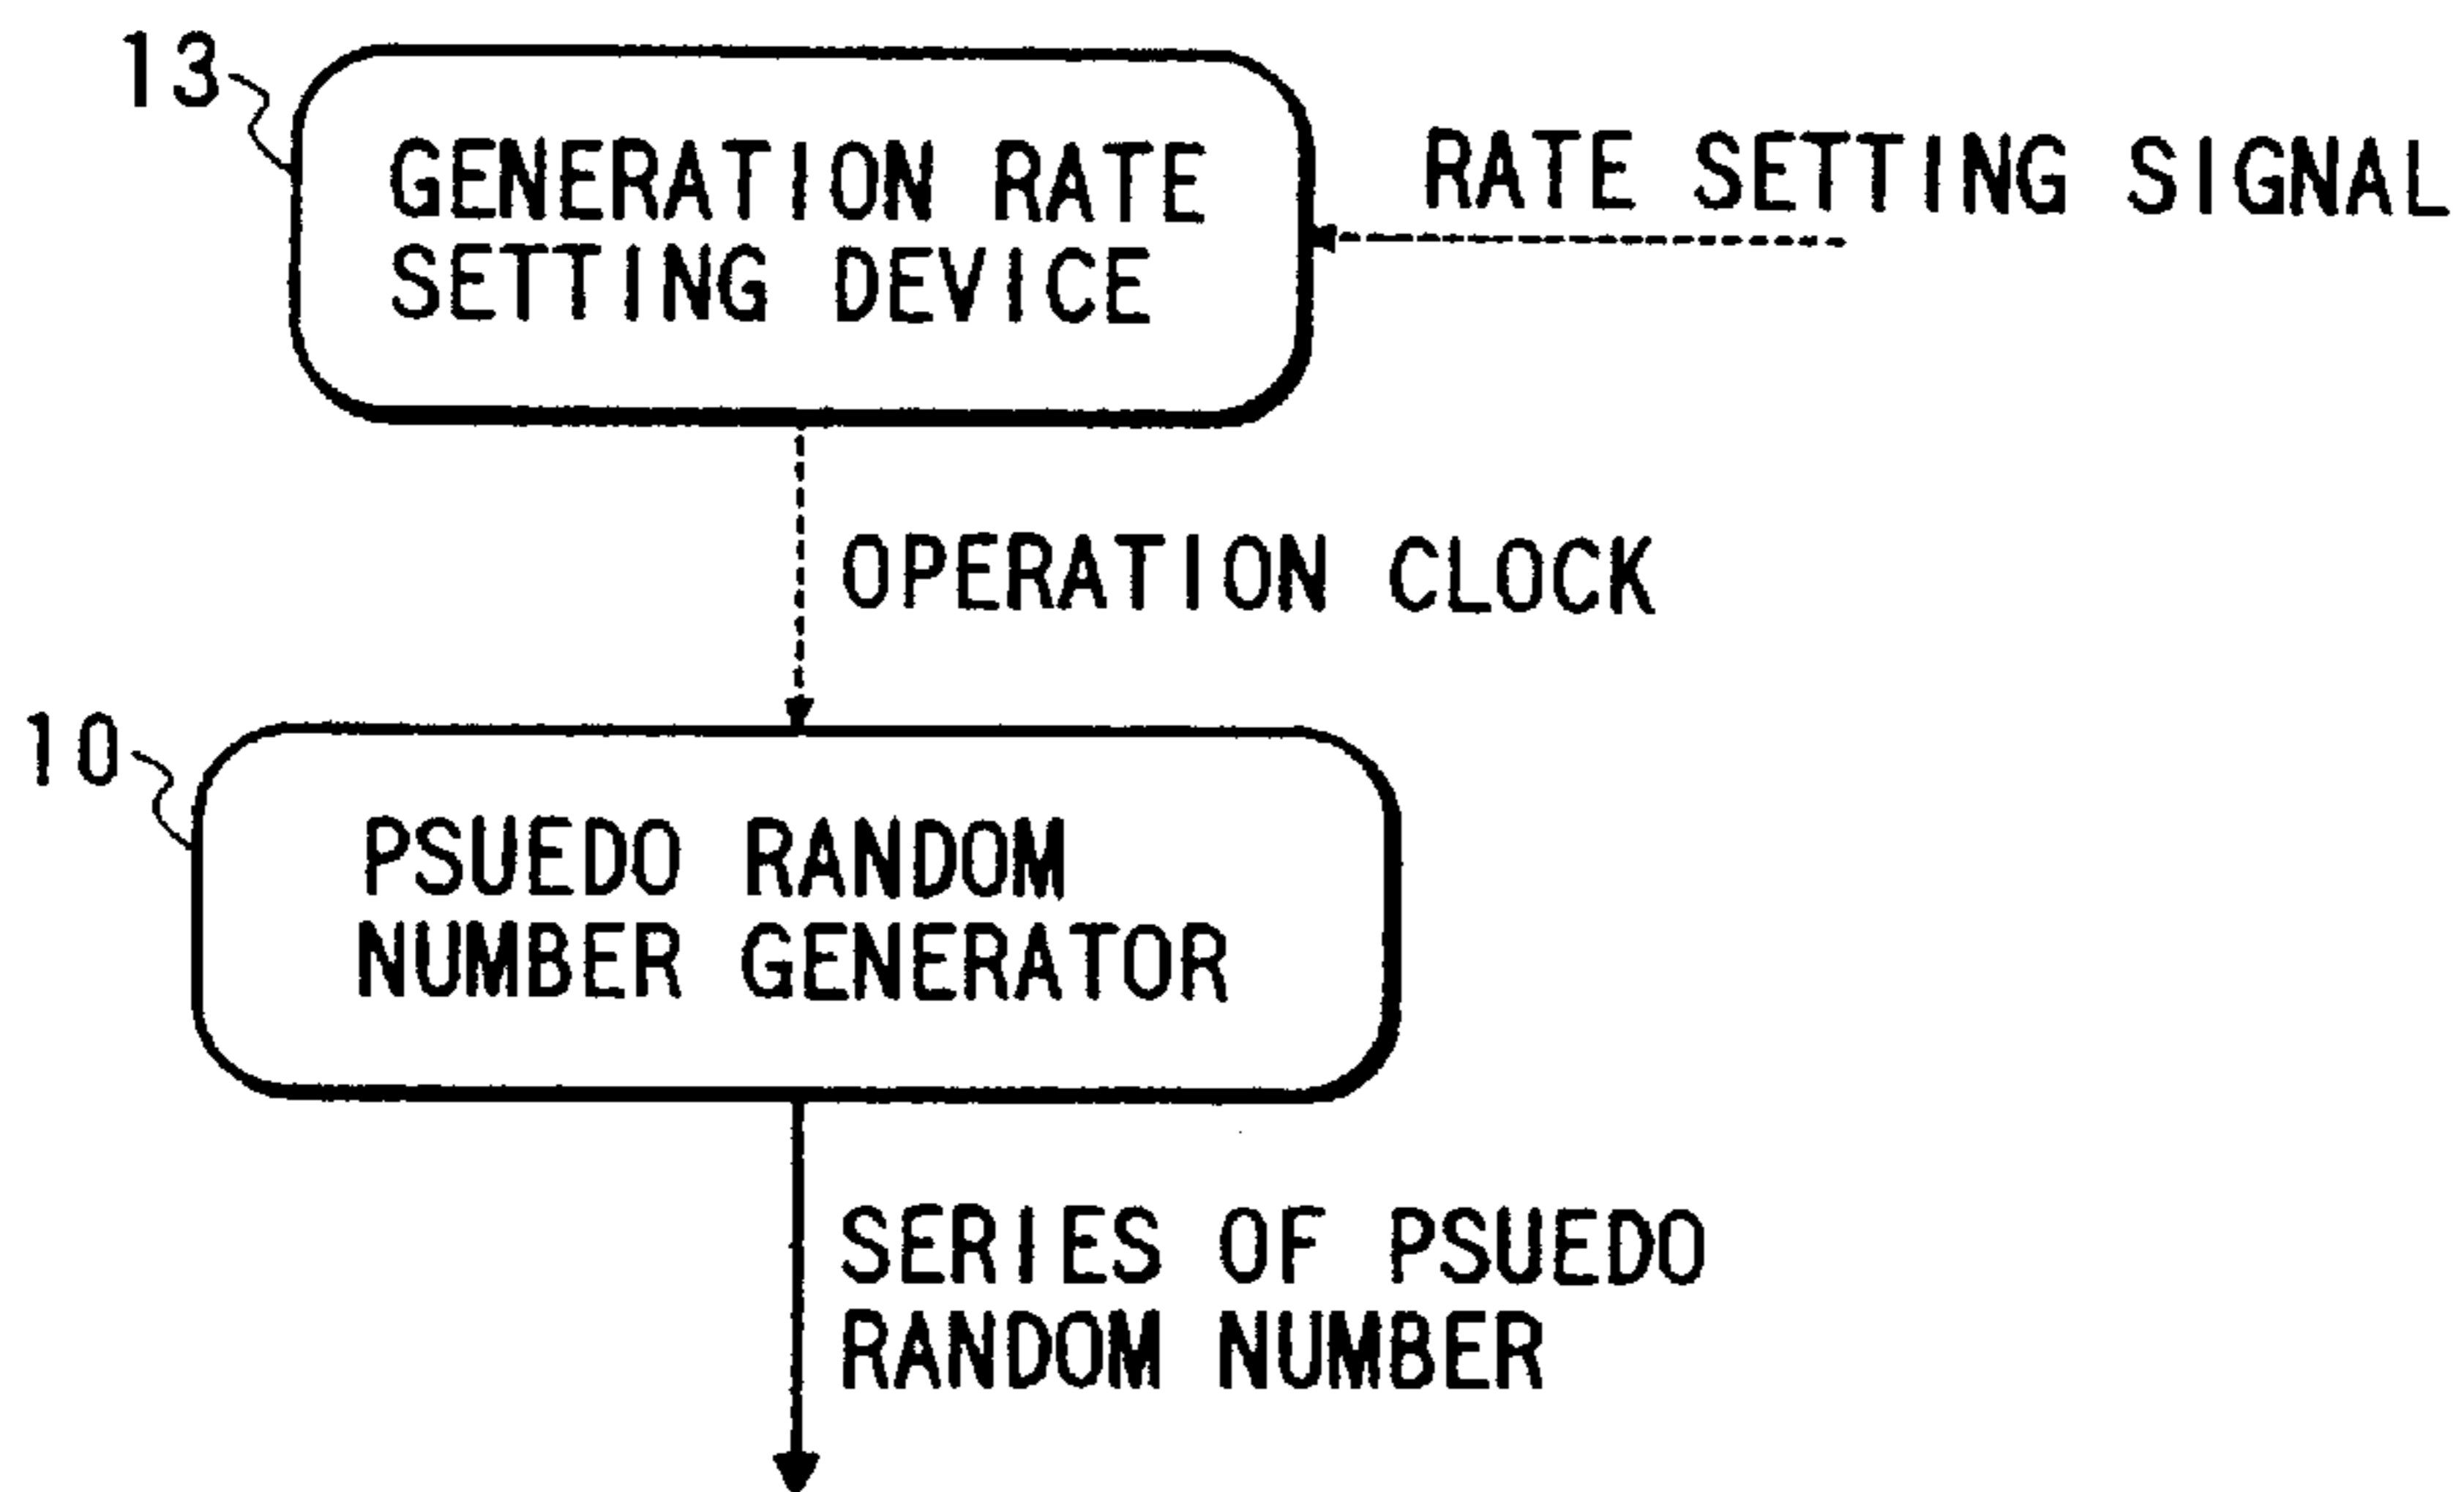 13
GENERATION RATE
SETTING DEVICE
RATE SETTING SIGNAL
OPERATION CLOCK
10
PSUEDO RANDOM
NUMBER GENERATOR
SERIES OF PSUEDO
RANDOM NUMBER